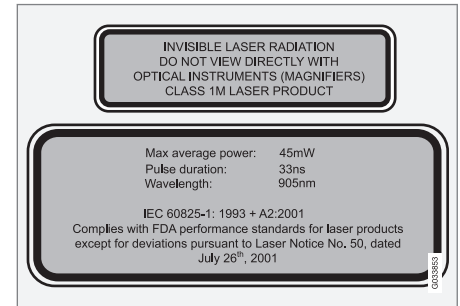 INVISIBLE LASER RADIATION
DO NOT VIEW DIRECTLY WITH
OPTICAL INSTRUMENTS (MAGNIFIERS)
CLASS 1M LASER PRODUCT
Max average power: 45mW
Pulse duration: 33ns
Wavelength: 905nm
IEC 60825-1: 1993 + A2:2001
Complies with FDA performance standards for laser products
except for deviations pursuant to Laser Notice No. 50, dated
July 26th, 2001
G033853